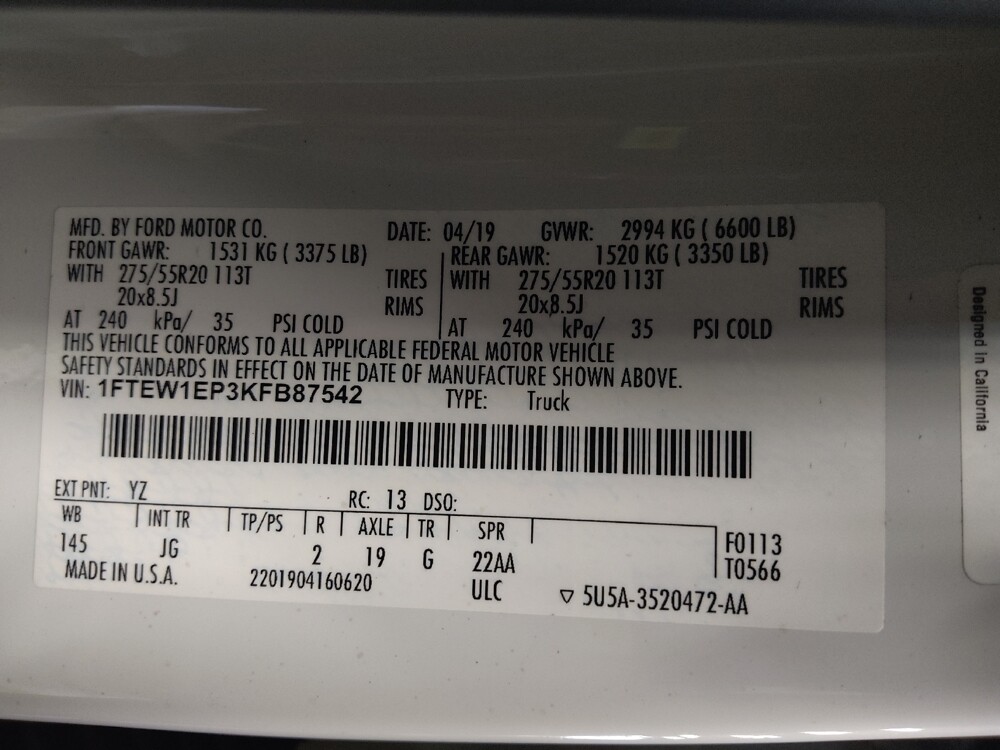 MFD. BY FORD MOTOR CO. DATE: 04/19 GVWR: 2994 KG ( 6600 LB)
FRONT GAWR: 1531 KG ( 3375 LB) REAR GAWR: 1520 KG ( 3350 LB)
WITH 275/55R20 113T TIRES WITH 275/55R20 113T TIRES
20x8.5J RIMS 20x8.5J RIMS
AT 240 kPa/ 35 PSI COLD AT 240 kPa/ 35 PSI COLD
THIS VEHICLE CONFORMS TO ALL APPLICABLE FEDERAL MOTOR VEHICLE
SAFETY STANDARDS IN EFFECT ON THE DATE OF MANUFACTURE SHOWN ABOVE.
VIN: 1FTEW1EP3KFB87542 TYPE: Truck
EXT PNT: YZ RC: 13 DSO:
WB INT TR TP/PS R AXLE TR SPR
145 JG 2 19 G 22AA
F0113
T0566
MADE IN U.S.A. 2201904160620 ULC ▽ 5U5A-3520472-AA
Designed in California